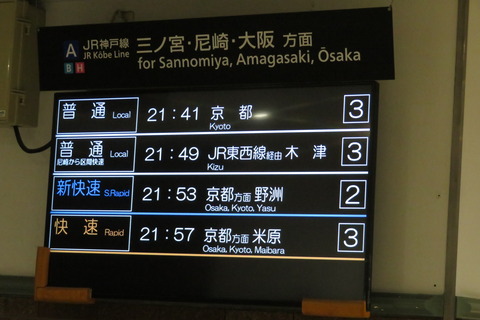 A JR神戸線 三ノ宮・尼崎・大阪 方面
B H JR Kōbe Line for Sannomiya, Amagasaki, Ōsaka
普通 Local 21:41 京都 3
Kyoto
普通 Local 21:49 JR東西線経由 木津 3
尼崎から区間快速 Kizu
新快速 S.Rapid 21:53 京都方面 野洲 2
Osaka, Kyoto, Yasu
快速 Rapid 21:57 京都方面 米原 3
Osaka, Kyoto, Maibara